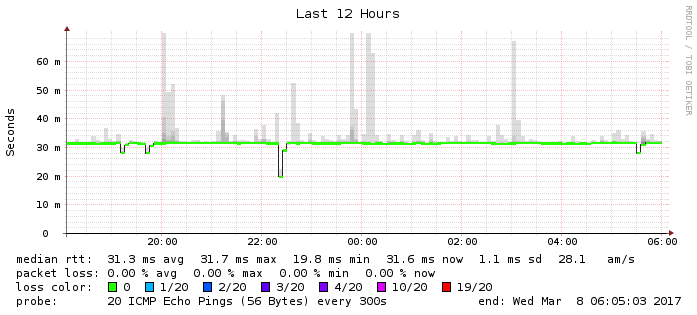 Last 12 Hours
RRDTOOL / TOBI OETIKER
Seconds
60 m
50 m
40 m
30 m
20 m
10 m
0
20:00 22:00 00:00 02:00 04:00 06:00
median rtt: 31.3 ms avg 31.7 ms max 19.8 ms min 31.6 ms now 1.1 ms sd 28.1 am/s
packet loss: 0.00 % avg 0.00 % max 0.00 % min 0.00 % now
loss color: 0 1/20 2/20 3/20 4/20 10/20 19/20
probe: 20 ICMP Echo Pings (56 Bytes) every 300s end: Wed Mar 8 06:05:03 2017